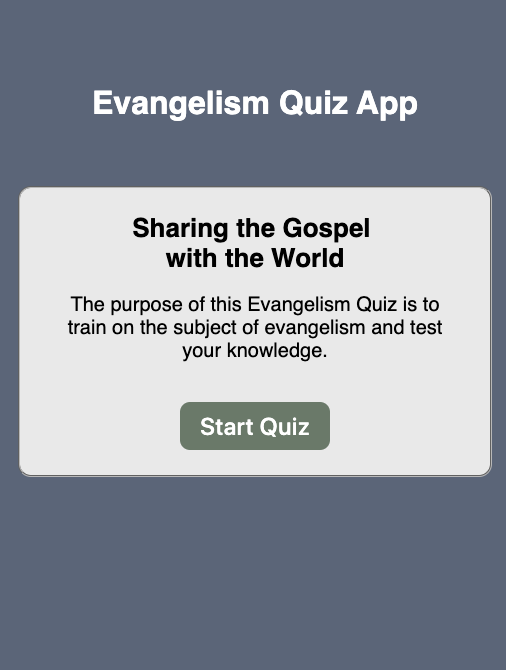 Evangelism Quiz App
Sharing the Gospel
with the World
The purpose of this Evangelism Quiz is to
train on the subject of evangelism and test
your knowledge.
Start Quiz